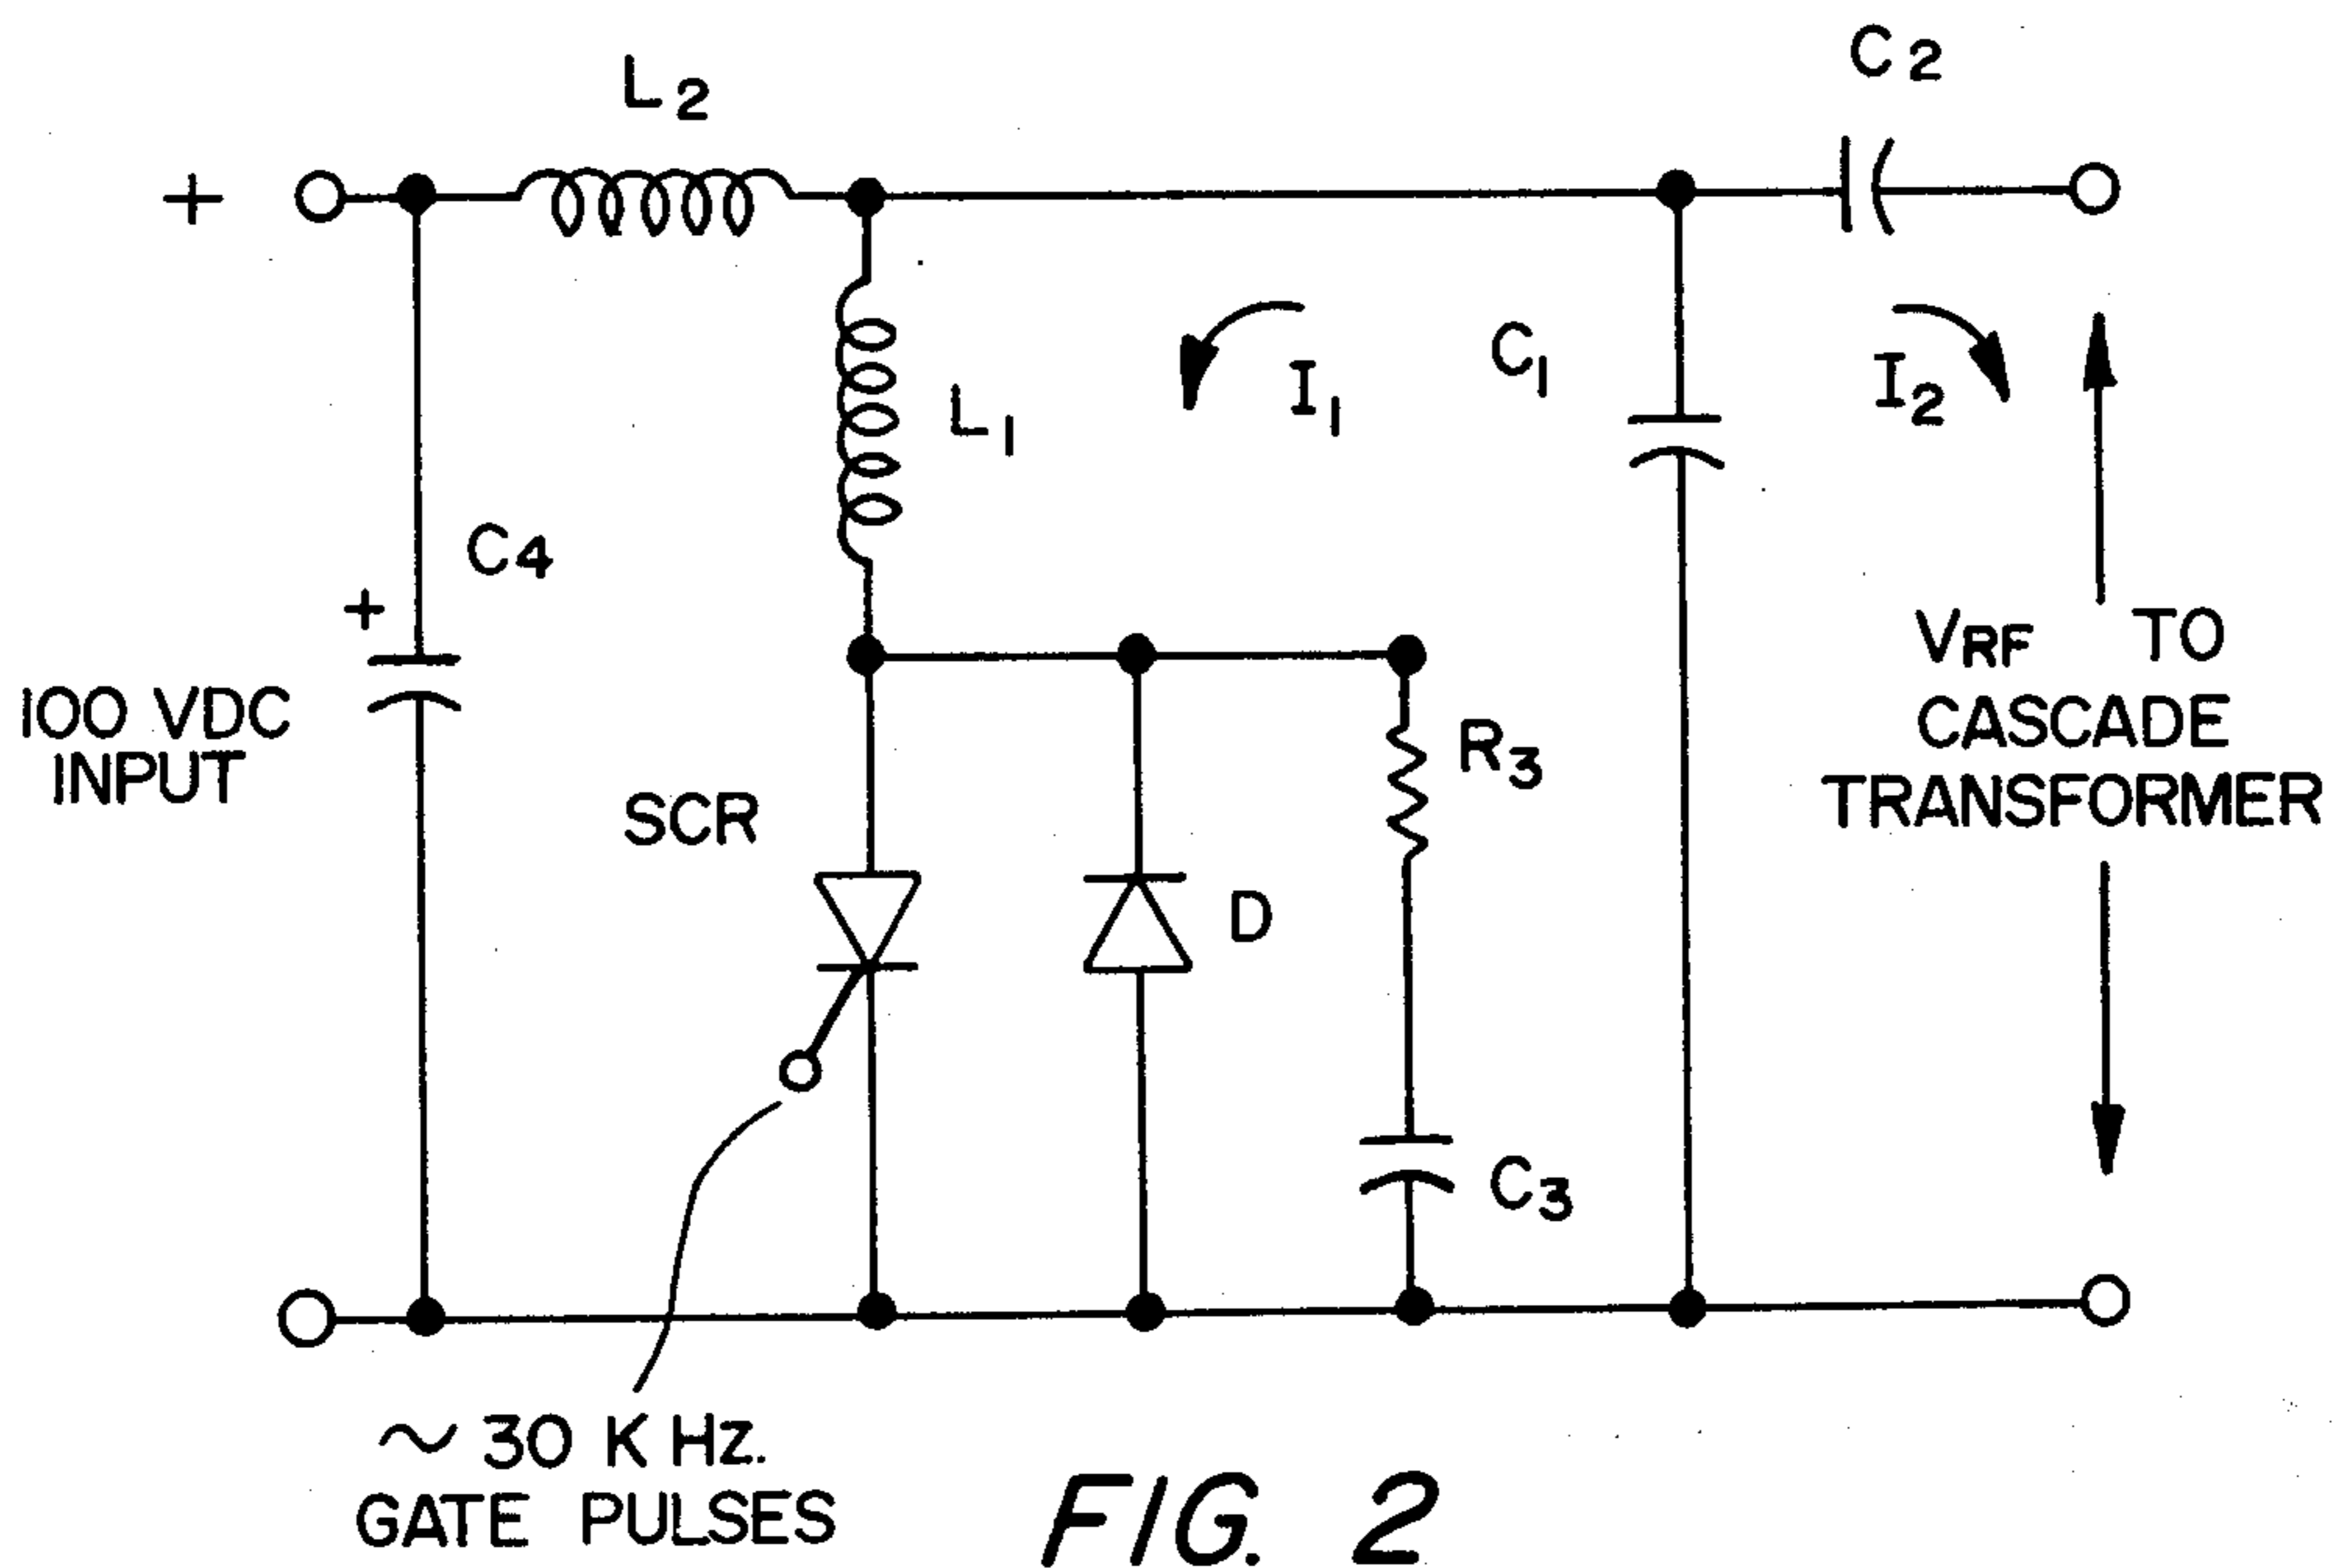 C2
L2
+
I1
C1
I2
L1
C4
+
VRF TO
CASCADE
TRANSFORMER
100 VDC
INPUT
R3
SCR
D
C3
~ 30 K Hz.
GATE PULSES
FIG. 2